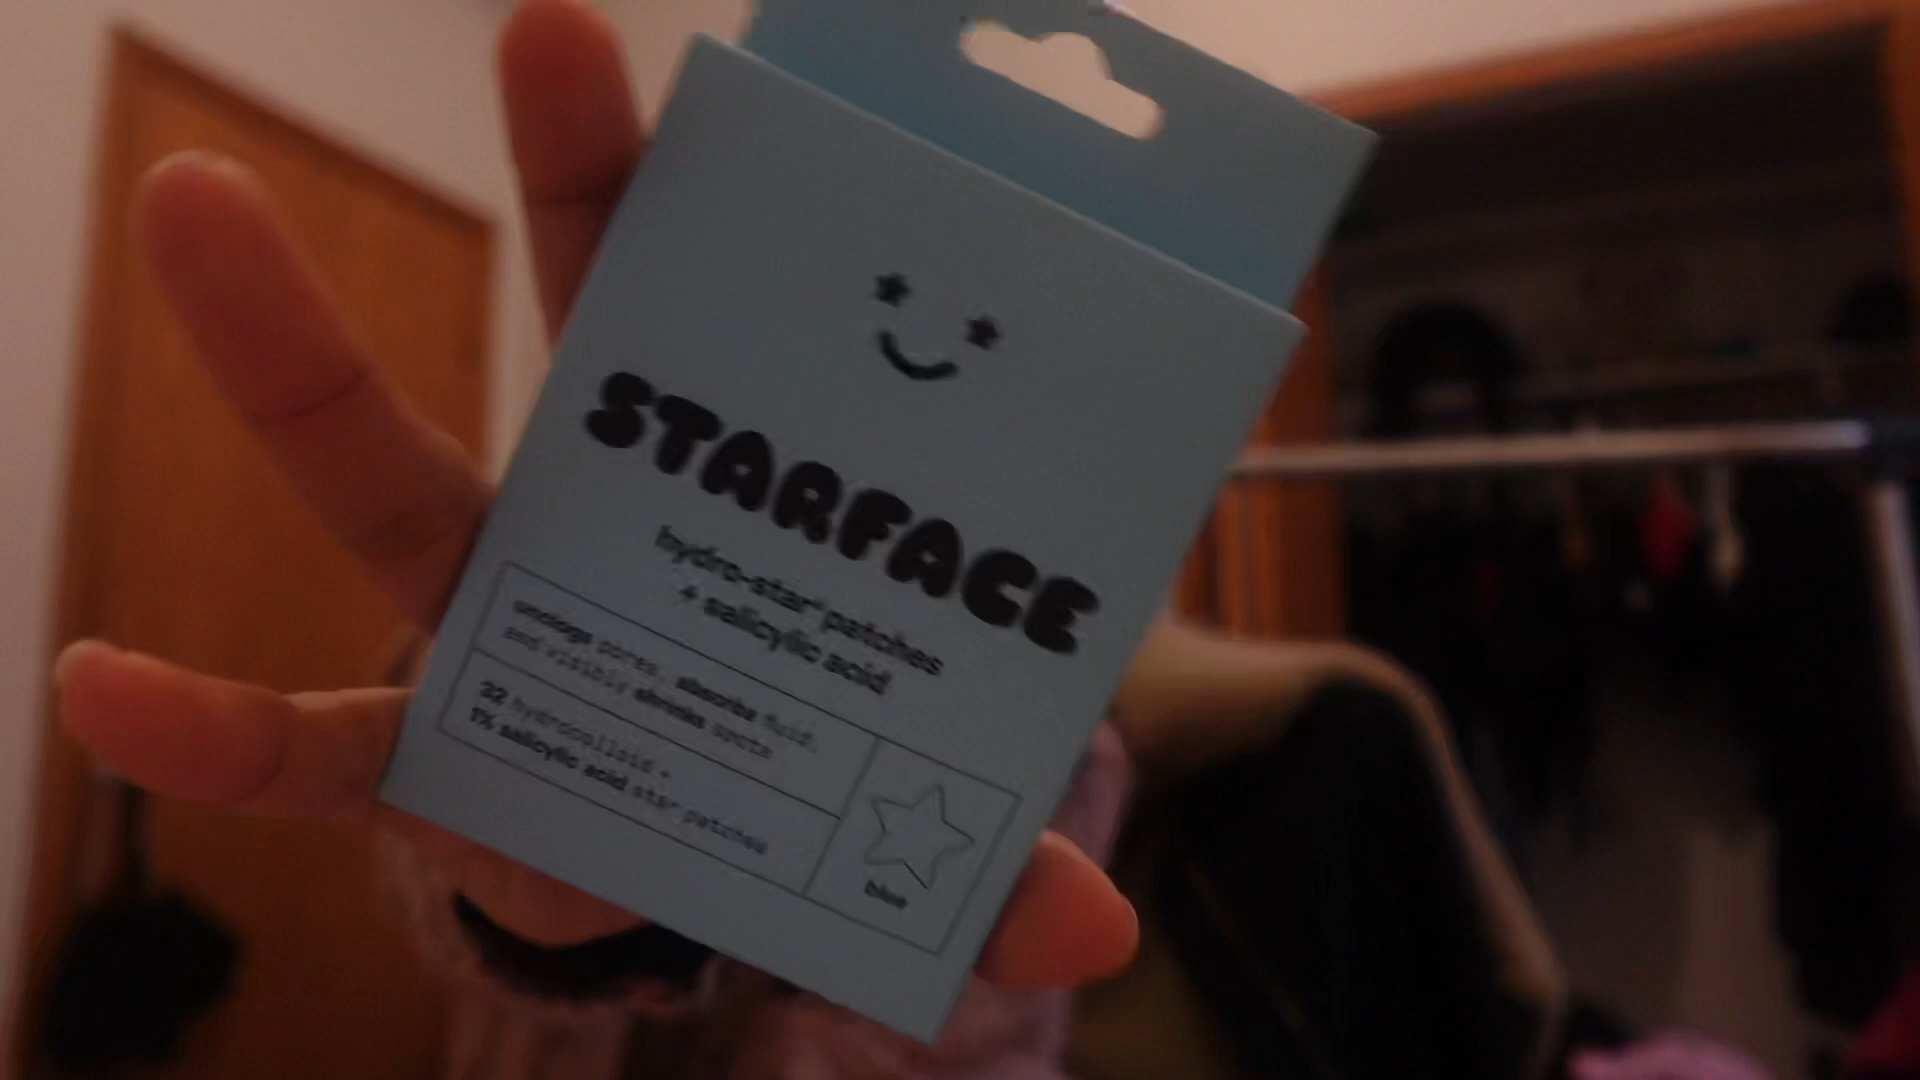 STARFACE
hydro-star® patches
+ salicylic acid
unclogs pores, absorbs fluid,
and visibly shrinks spots
22 hydrocolloid +
1% salicylic acid star patches
blue